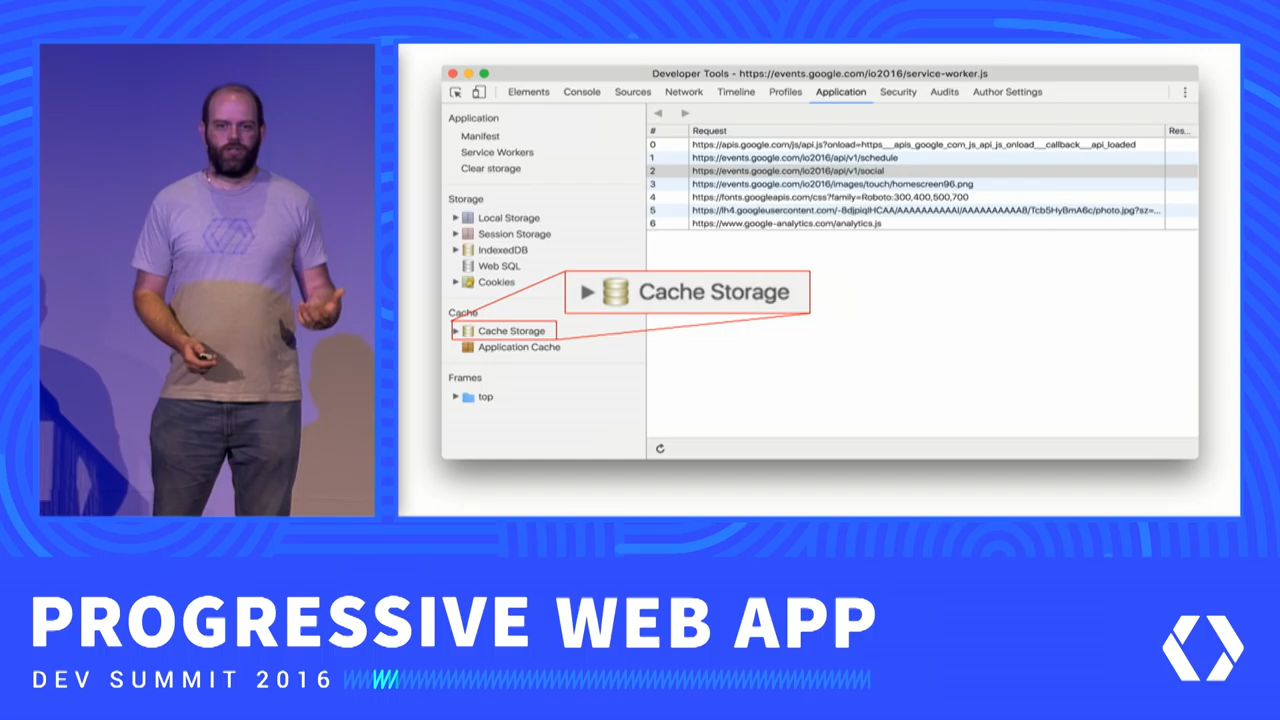 Developer Tools - https://events.google.com/io2016/service-worker.js
Elements Console Sources Network Timeline Profiles Application Security Audits Author Settings
Application
Manifest
Service Workers
Clear storage
Storage
Local Storage
Session Storage
IndexedDB
Web SQL
Cookies
Cache
Cache Storage
Application Cache
Frames
top
# Request Res...
0 https://apis.google.com/js/api.js?onload=https__apis_google_com_js_api_js_onload__callback__api_loaded
1 https://events.google.com/io2016/api/v1/schedule
2 https://events.google.com/io2016/api/v1/social
3 https://events.google.com/io2016/images/touch/homescreen96.png
4 https://fonts.googleapis.com/css?family=Roboto:300,400,500,700
5
6 https://www.google-analytics.com/analytics.js
Cache Storage
PROGRESSIVE WEB APP
DEV SUMMIT 2016